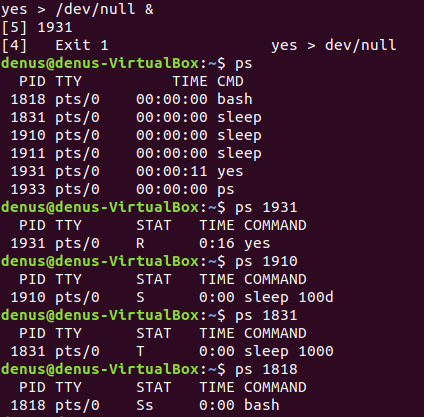 yes > /dev/null &
[5] 1931
[4]   Exit 1                  yes > dev/null
denus@denus-VirtualBox:~$ ps
  PID TTY          TIME CMD
 1818 pts/0    00:00:00 bash
 1831 pts/0    00:00:00 sleep
 1910 pts/0    00:00:00 sleep
 1911 pts/0    00:00:00 sleep
 1931 pts/0    00:00:11 yes
 1933 pts/0    00:00:00 ps
denus@denus-VirtualBox:~$ ps 1931
  PID TTY      STAT   TIME COMMAND
 1931 pts/0    R      0:16 yes
denus@denus-VirtualBox:~$ ps 1910
  PID TTY      STAT   TIME COMMAND
 1910 pts/0    S      0:00 sleep 100d
denus@denus-VirtualBox:~$ ps 1831
  PID TTY      STAT   TIME COMMAND
 1831 pts/0    T      0:00 sleep 1000
denus@denus-VirtualBox:~$ ps 1818
  PID TTY      STAT   TIME COMMAND
 1818 pts/0    Ss     0:00 bash